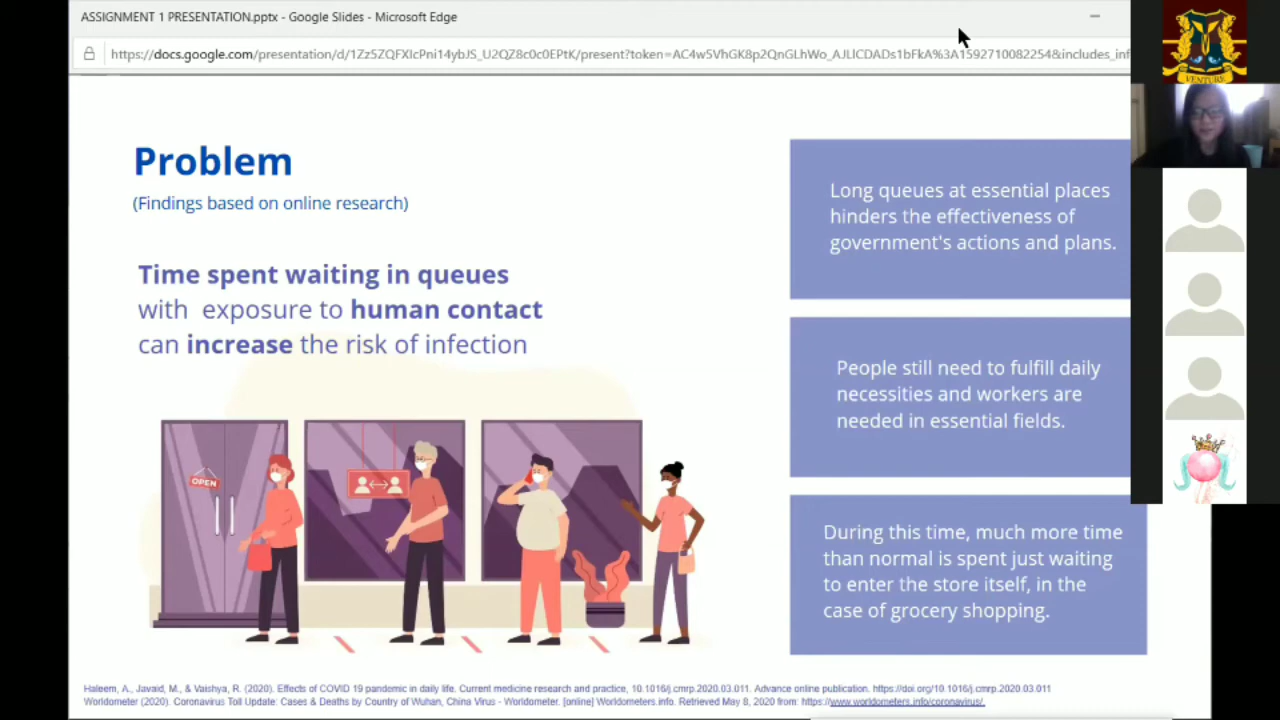 ASSIGNMENT 1 PRESENTATION.pptx - Google Slides - Microsoft Edge
https://docs.google.com/presentation/d/1Zz5ZQFXIcPni14ybJS_U2QZ8c0c0EPtK/present?token=AC4w5VhGK8p2QnGLhWo_AJLlCDADs1bFkA%3A1592710082254&includes_inf
VENTURE
Problem
(Findings based on online research)
Time spent waiting in queues
with exposure to human contact
can increase the risk of infection
OPEN
Long queues at essential places
hinders the effectiveness of
government's actions and plans.
People still need to fulfill daily
necessities and workers are
needed in essential fields.
During this time, much more time
than normal is spent just waiting
to enter the store itself, in the
case of grocery shopping.
Haleem, A., Javaid, M., & Vaishya, R. (2020). Effects of COVID 19 pandemic in daily life. Current medicine research and practice, 10.1016/j.cmrp.2020.03.011. Advance online publication. https://doi.org/10.1016/j.cmrp.2020.03.011
Worldometer (2020). Coronavirus Toll Update: Cases & Deaths by Country of Wuhan, China Virus - Worldometer. [online] Worldometers.info. Retrieved May 8, 2020 from: https://www.worldometers.info/coronavirus/.